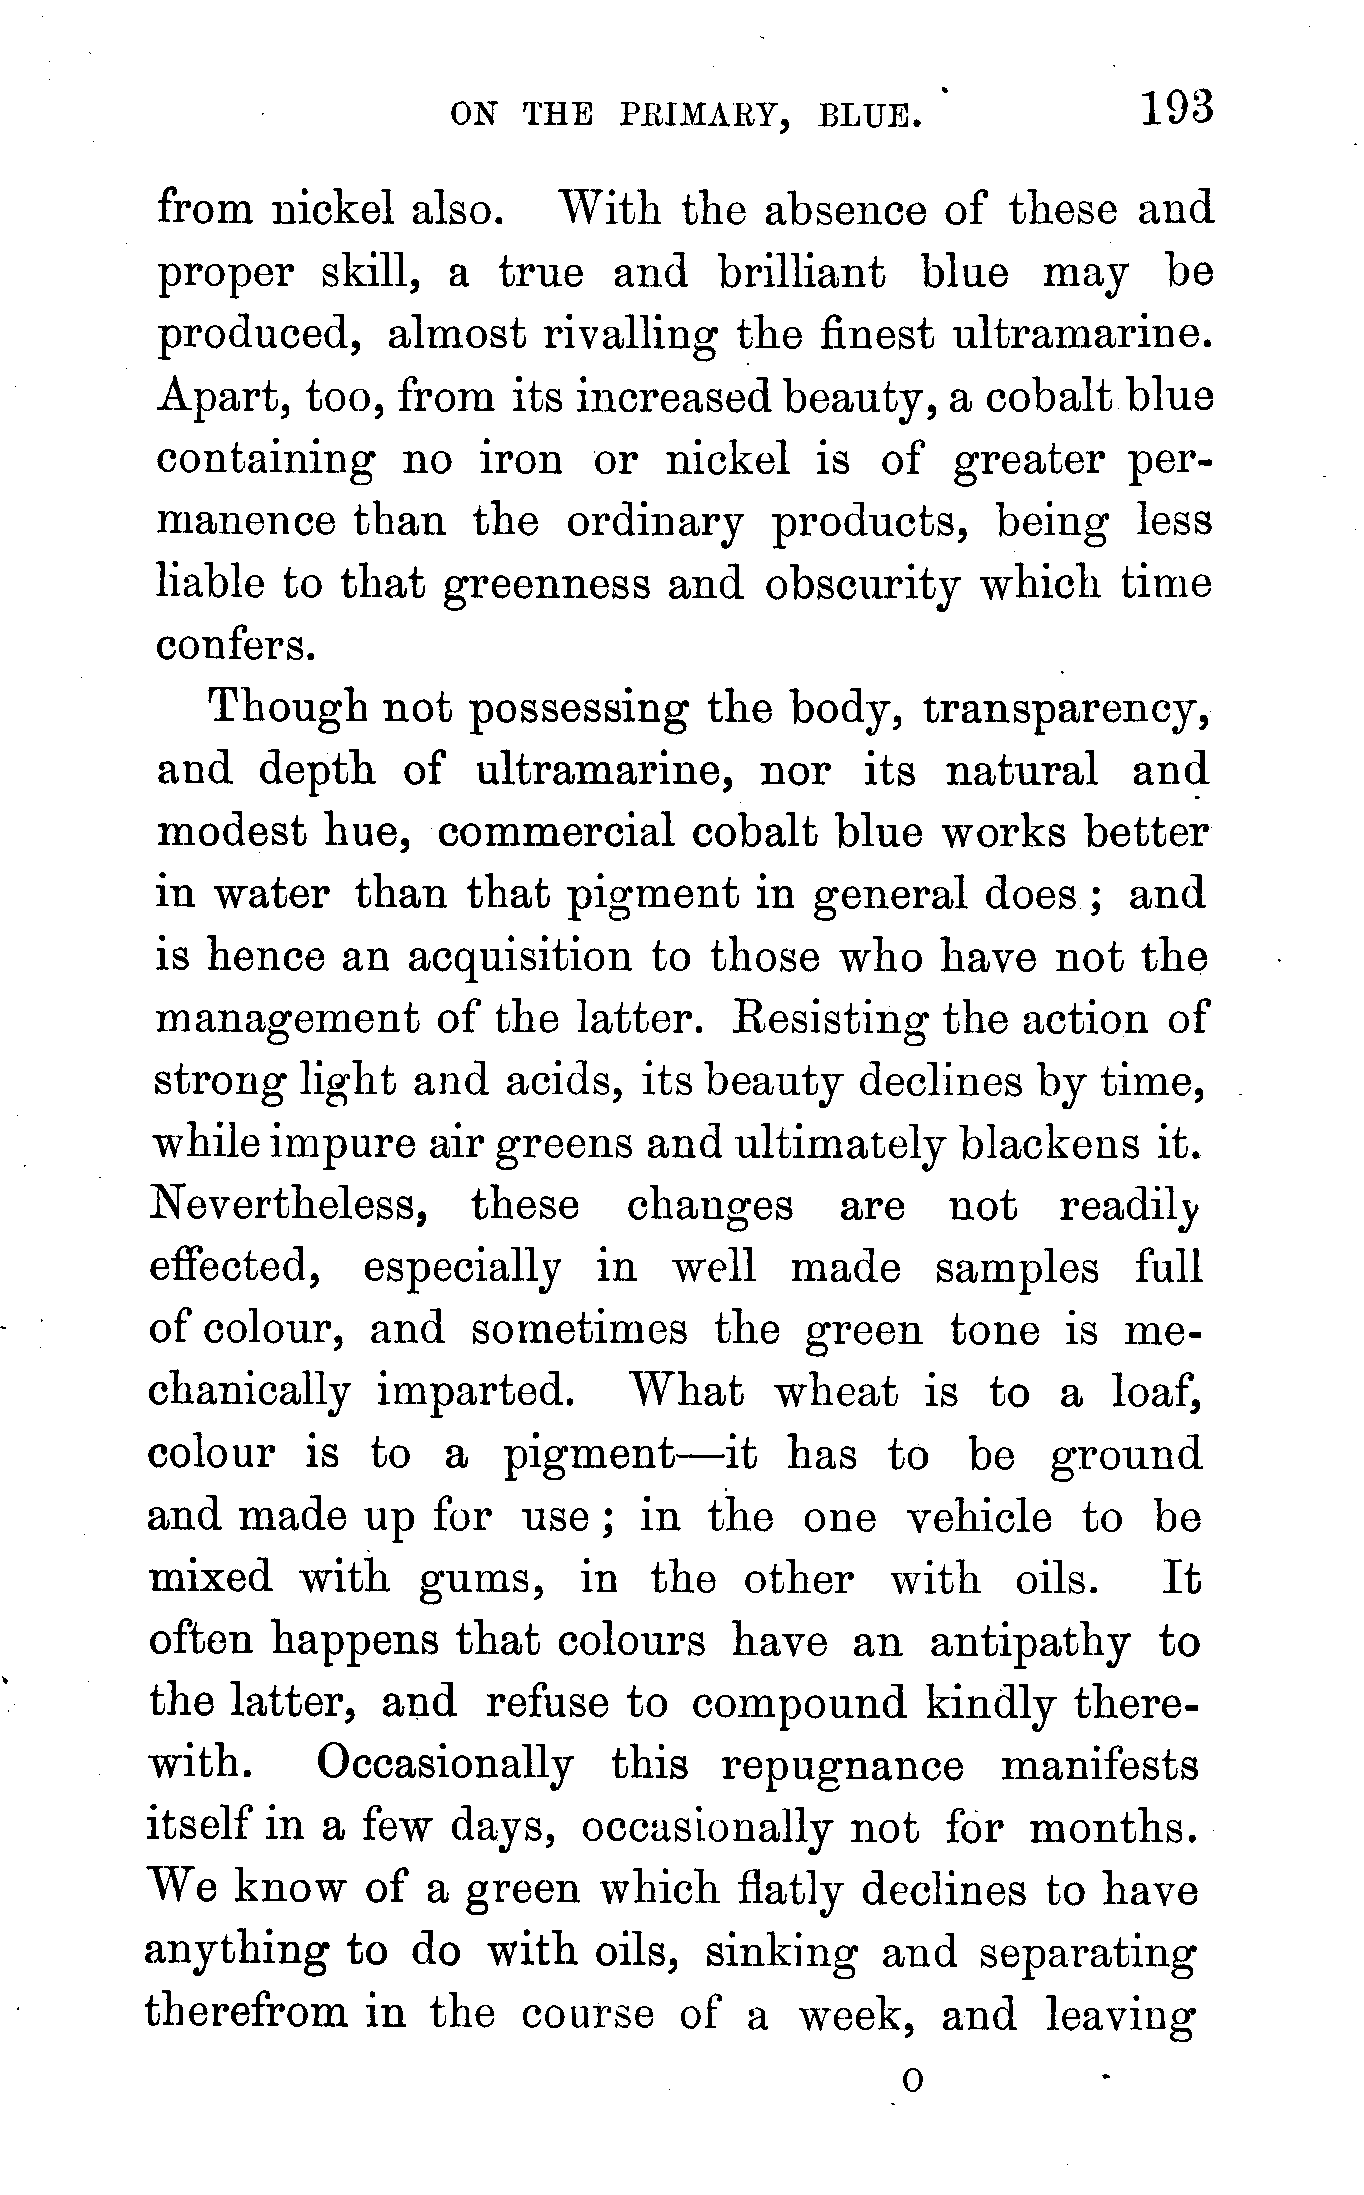 ON THE PRIMARY, BLUE. 193
from nickel also. With the absence of these and
proper skill, a true and brilliant blue may be
produced, almost rivalling the finest ultramarine.
Apart, too, from its increased beauty, a cobalt blue
containing no iron or nickel is of greater per-
manence than the ordinary products, being less
liable to that greenness and obscurity which time
confers.
Though not possessing the body, transparency,
and depth of ultramarine, nor its natural and
modest hue, commercial cobalt blue works better
in water than that pigment in general does ; and
is hence an acquisition to those who have not the
management of the latter. Resisting the action of
strong light and acids, its beauty declines by time,
while impure air greens and ultimately blackens it.
Nevertheless, these changes are not readily
effected, especially in well made samples full
of colour, and sometimes the green tone is me-
chanically imparted. What wheat is to a loaf,
colour is to a pigment—it has to be ground
and made up for use ; in the one vehicle to be
mixed with gums, in the other with oils. It
often happens that colours have an antipathy to
the latter, and refuse to compound kindly there-
with. Occasionally this repugnance manifests
itself in a few days, occasionally not for months.
We know of a green which flatly declines to have
anything to do with oils, sinking and separating
therefrom in the course of a week, and leaving
O